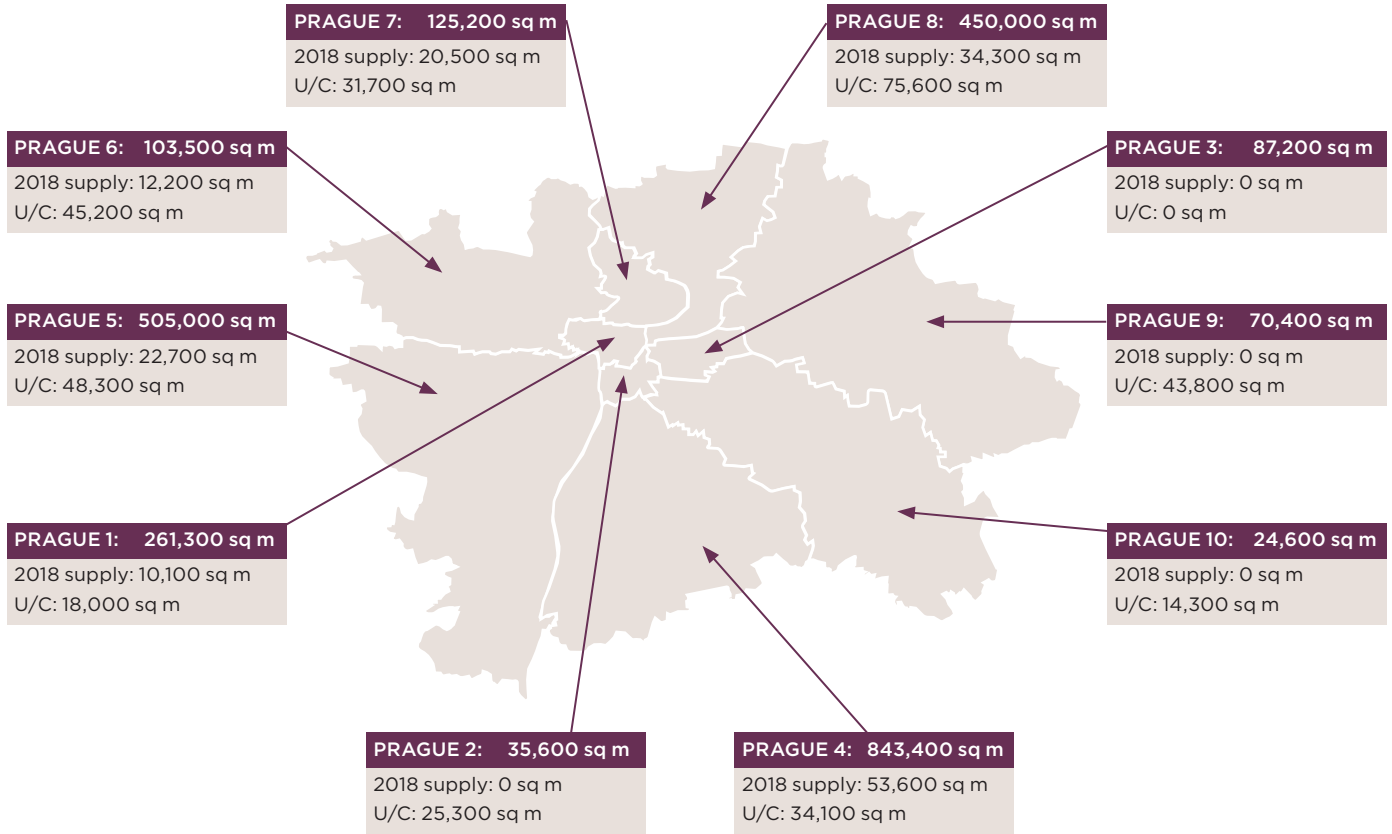 PRAGUE 7: 125,200 sq m
2018 supply: 20,500 sq m
U/C: 31,700 sq m
PRAGUE 8: 450,000 sq m
2018 supply: 34,300 sq m
U/C: 75,600 sq m
PRAGUE 6: 103,500 sq m
2018 supply: 12,200 sq m
U/C: 45,200 sq m
PRAGUE 3: 87,200 sq m
2018 supply: 0 sq m
U/C: 0 sq m
PRAGUE 5: 505,000 sq m
2018 supply: 22,700 sq m
U/C: 48,300 sq m
PRAGUE 9: 70,400 sq m
2018 supply: 0 sq m
U/C: 43,800 sq m
PRAGUE 1: 261,300 sq m
2018 supply: 10,100 sq m
U/C: 18,000 sq m
PRAGUE 10: 24,600 sq m
2018 supply: 0 sq m
U/C: 14,300 sq m
PRAGUE 2: 35,600 sq m
2018 supply: 0 sq m
U/C: 25,300 sq m
PRAGUE 4: 843,400 sq m
2018 supply: 53,600 sq m
U/C: 34,100 sq m